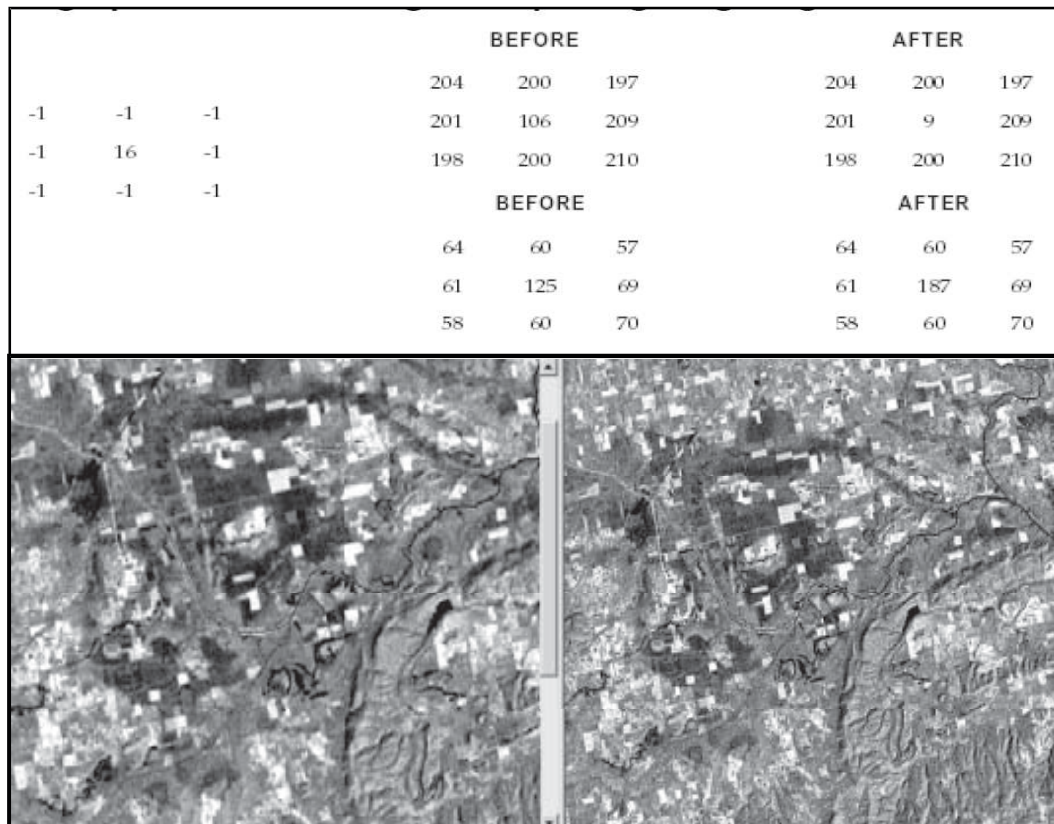 BEFORE AFTER
204 200 197 204 200 197
-1 -1 -1 201 106 209 201 9 209
-1 16 -1 198 200 210 198 200 210
-1 -1 -1
BEFORE AFTER
64 60 57 64 60 57
61 125 69 61 187 69
58 60 70 58 60 70